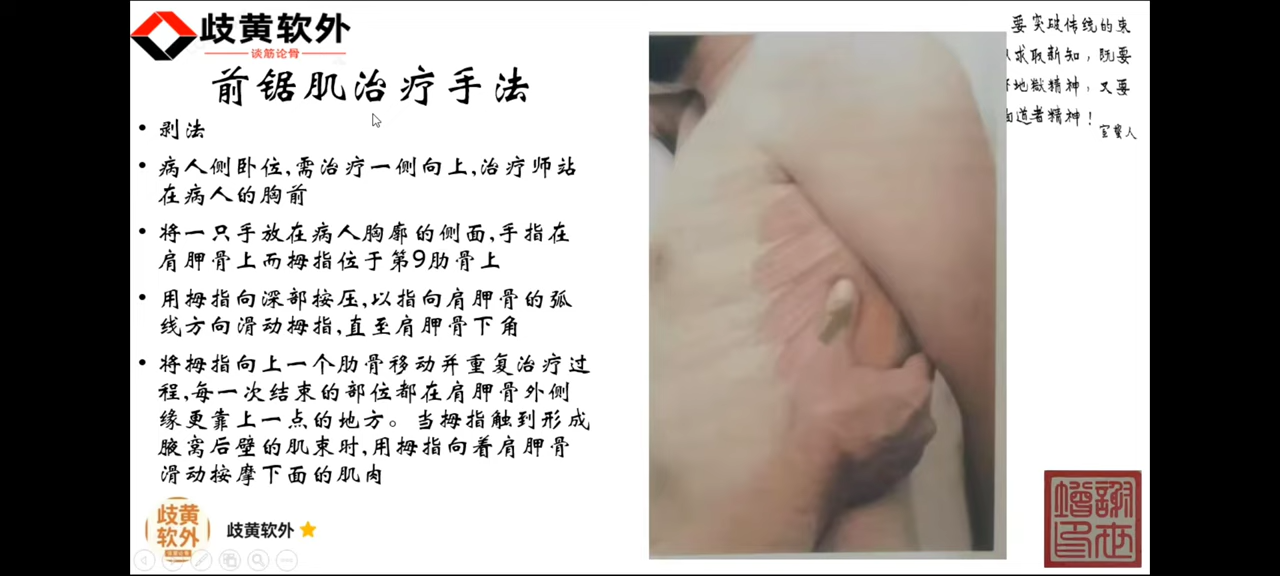 歧黄软外
谈筋论骨
前锯肌治疗手法
• 剥法
• 病人侧卧位,需治疗一侧向上,治疗师站
在病人的胸前
• 将一只手放在病人胸廓的侧面,手指在
肩胛骨上而拇指位于第9肋骨上
• 用拇指向深部按压,以指向肩胛骨的弧
线方向滑动拇指,直至肩胛骨下角
• 将拇指向上一个肋骨移动并重复治疗过
程,每一次结束的部位都在肩胛骨外侧
缘更靠上一点的地方。当拇指触到形成
腋窝后壁的肌束时,用拇指向着肩胛骨
滑动按摩下面的肌肉
要突破传统的束
求取新知，既要
地狱精神，又要
道者精神！
歧黄
软外
歧黄软外